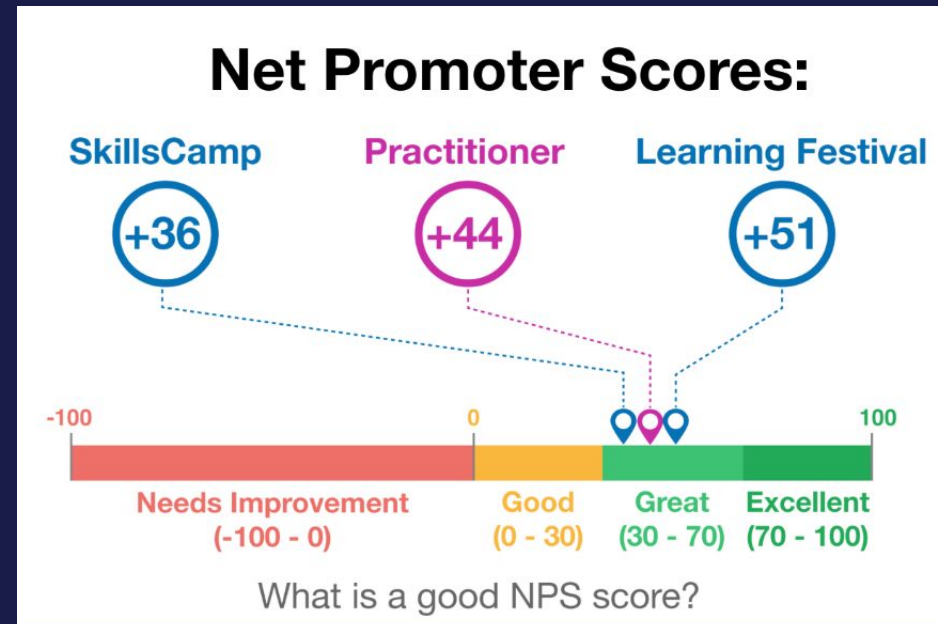 Net Promoter Scores:
SkillsCamp Practitioner Learning Festival
+36 +44 +51
-100 0 100
Needs Improvement Good Great Excellent
(-100 - 0) (0 - 30) (30 - 70) (70 - 100)
What is a good NPS score?